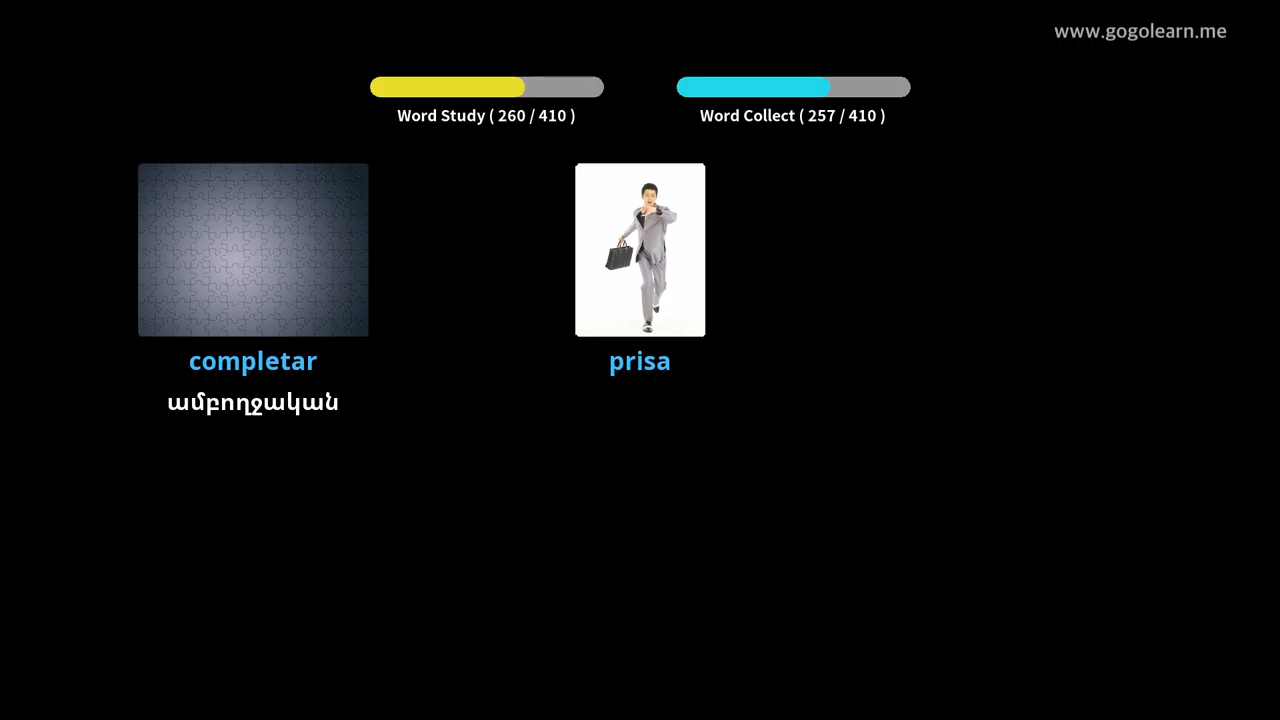 www.gogolearn.me
Word Study ( 260 / 410 )
Word Collect ( 257 / 410 )
completar
ամբողջական
prisa